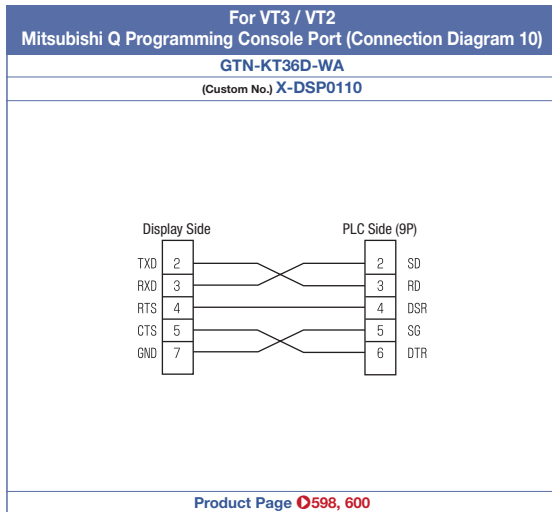 For VT3 / VT2
Mitsubishi Q Programming Console Port (Connection Diagram 10)
GTN-KT36D-WA
(Custom No.) X-DSP0110
Display Side PLC Side (9P)
TXD 2 2 SD
RXD 3 3 RD
RTS 4 4 DSR
CTS 5 5 SG
GND 7 6 DTR
Product Page 598, 600